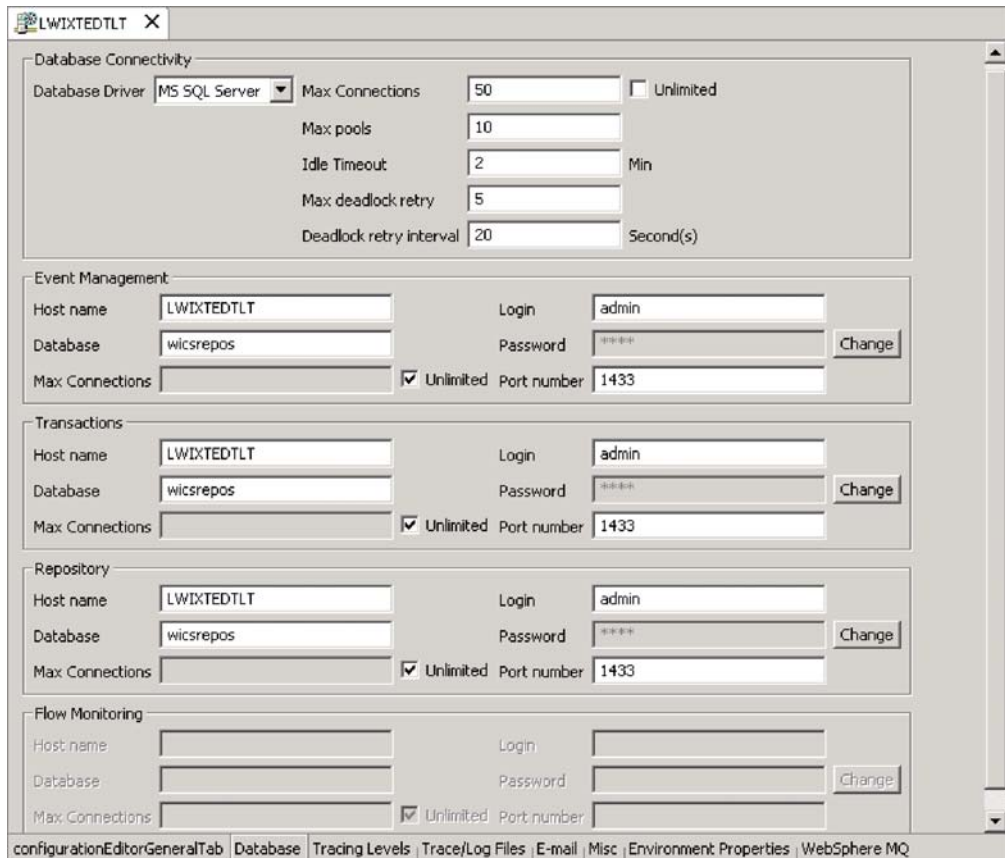 LWIXTEDTLT
Database Connectivity
Database Driver MS SQL Server Max Connections 50 Unlimited
Max pools 10
Idle Timeout 2 Min
Max deadlock retry 5
Deadlock retry interval 20 Second(s)
Event Management
Host name LWIXTEDTLT Login admin
Database wicsrepos Password **** Change
Max Connections Unlimited Port number 1433
Transactions
Host name LWIXTEDTLT Login admin
Database wicsrepos Password **** Change
Max Connections Unlimited Port number 1433
Repository
Host name LWIXTEDTLT Login admin
Database wicsrepos Password **** Change
Max Connections Unlimited Port number 1433
Flow Monitoring
Host name Login
Database Password Change
Max Connections Unlimited Port number
configurationEditorGeneralTab Database Tracing Levels Trace/Log Files E-mail Misc Environment Properties WebSphere MQ